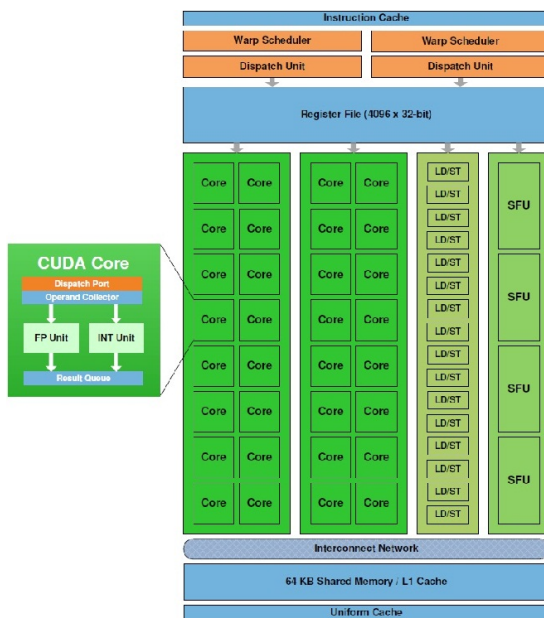 Instruction Cache
Warp Scheduler Warp Scheduler
Dispatch Unit Dispatch Unit
Register File (4096 x 32-bit)
Core Core Core Core LD/ST
LD/ST
SFU
Core Core Core Core LD/ST
LD/ST
CUDA Core
Dispatch Port
Operand Collector
FP Unit INT Unit
Result Queue
Core Core Core Core LD/ST
LD/ST
SFU
Core Core Core Core LD/ST
LD/ST
Core Core Core Core LD/ST
LD/ST
SFU
Core Core Core Core LD/ST
LD/ST
Core Core Core Core LD/ST
LD/ST
SFU
Core Core Core Core LD/ST
LD/ST
Interconnect Network
64 KB Shared Memory / L1 Cache
Uniform Cache